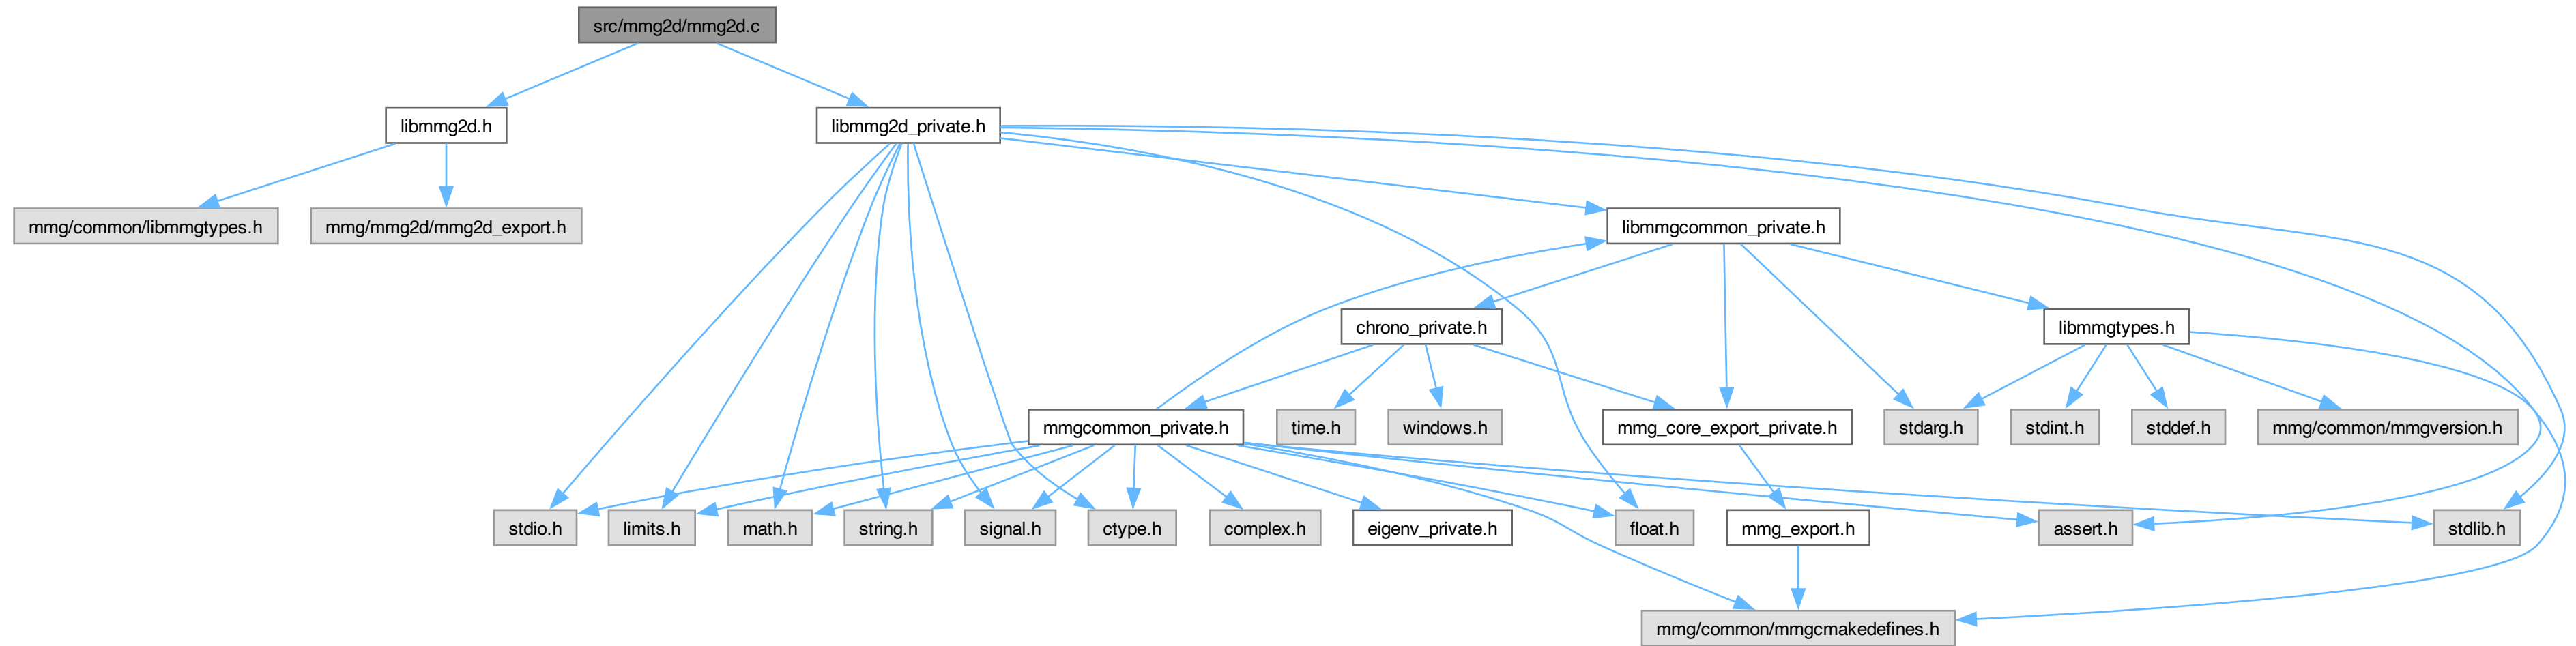 src/mmg2d/mmg2d.c
libmmg2d.h
libmmg2d_private.h
mmg/common/libmmgtypes.h
mmg/mmg2d/mmg2d_export.h
libmmgcommon_private.h
chrono_private.h
libmmgtypes.h
mmgcommon_private.h
time.h
windows.h
mmg_core_export_private.h
stdarg.h
stdint.h
stddef.h
mmg/common/mmgversion.h
stdio.h
limits.h
math.h
string.h
signal.h
ctype.h
complex.h
eigenv_private.h
float.h
mmg_export.h
assert.h
stdlib.h
mmg/common/mmgcmakedefines.h